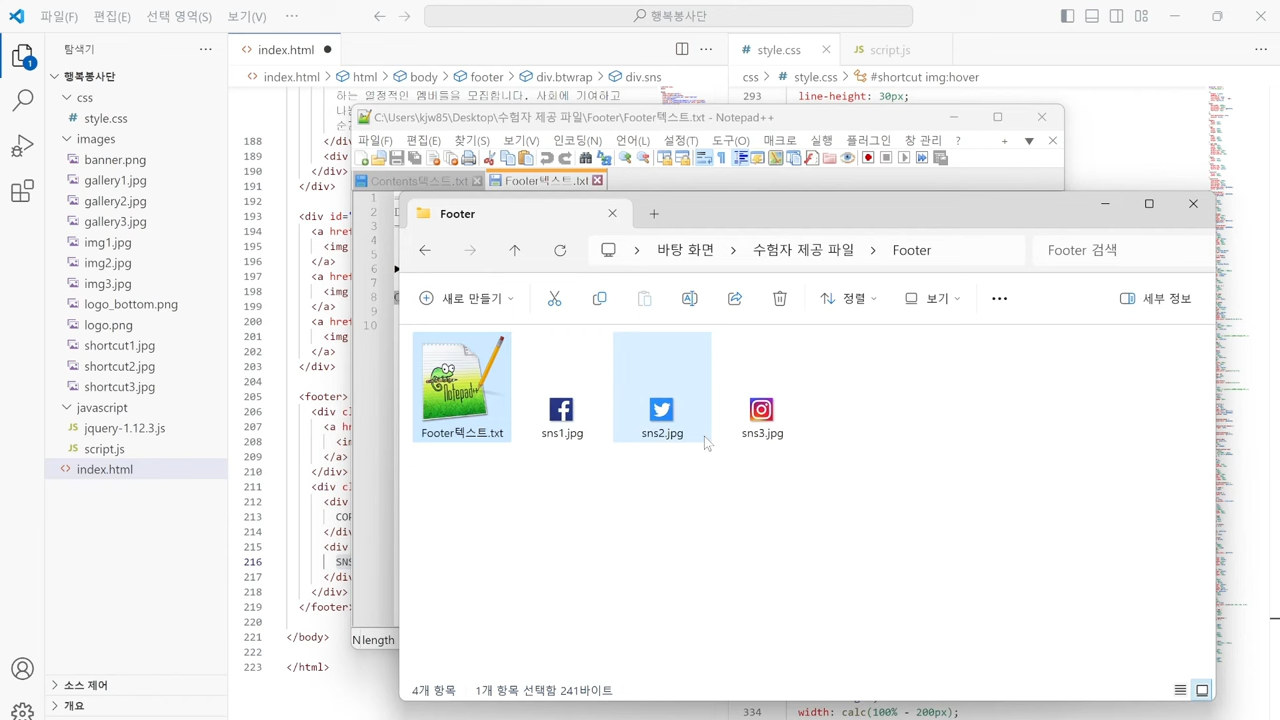 파일(F) 편집(E) 선택 영역(S) 보기(V) ··· 행복봉사단
탐색기 ···
행복봉사단
css
style.css
images
banner.png
gallery1.jpg
gallery2.jpg
gallery3.jpg
img1.jpg
img2.jpg
img3.jpg
logo_bottom.png
logo.png
shortcut1.jpg
shortcut2.jpg
shortcut3.jpg
javascript
jquery-1.12.3.js
script.js
index.html
소스 제어
개요
index.html
index.html > html > body > footer > div.btwrap > div.sns
하는 열정적인 멤버들을 모집합니다. 사회에 기여하고
188 </di
189 </div
190 </div>
191 </div>
192
193 <div id="
194 <a href
195 <img
196 </a>
197 <a href
198 <img
199 </a>
200 <a href
201 <img
202 </a>
203 </div>
204
205 <footer>
206 <div cl
207 <a hr
208 <im
209 </a>
210 </div>
211 <div cl
212 <div
213 COP
214 </di
215 <div
216 SNS
217 </di
218 </div>
219 </footer>
220
221 </body>
222
223 </html>
style.css script.js ···
css > style.css > #shortcut img:hover
293 line-height: 30px;
334 width: calc(100% - 200px);
C:\Users\kjwdn\Desktop\수험자 제공 파일\Footer\Footer텍스트.txt - Notepad++
파일(F) 편집(E) 찾기(S) 보기(V) 인코딩(N) 언어(L) 설정(T) 도구(O) 매크로 실행 플러그인 창 관리 ? + ▼ X
Contents텍스트.txt Footer텍스트.txt
1
2
3
4
5
6
7
8
9
10
length
Footer
바탕 화면 > 수험자 제공 파일 > Footer Footer 검색
새로 만들기 정렬 보기 ··· 세부 정보
Footer텍스트.txt sns1.jpg sns2.jpg sns3.jpg
4개 항목 1개 항목 선택함 241바이트